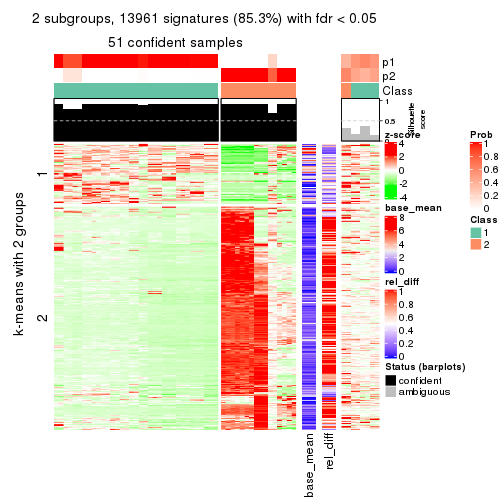 2 subgroups, 13961 signatures (85.3%) with fdr < 0.05
51 confident samples
p1
p2
Class
1
0.5
0
Silhouette
score
k-means with 2 groups
1
2
base_mean
rel_diff
z-score
4
2
0
-2
-4
base_mean
8
6
4
2
0
rel_diff
1
0.8
0.6
0.4
0.2
0
Status (barplots)
confident
ambiguous
Prob
1
0.8
0.6
0.4
0.2
0
Class
1
2